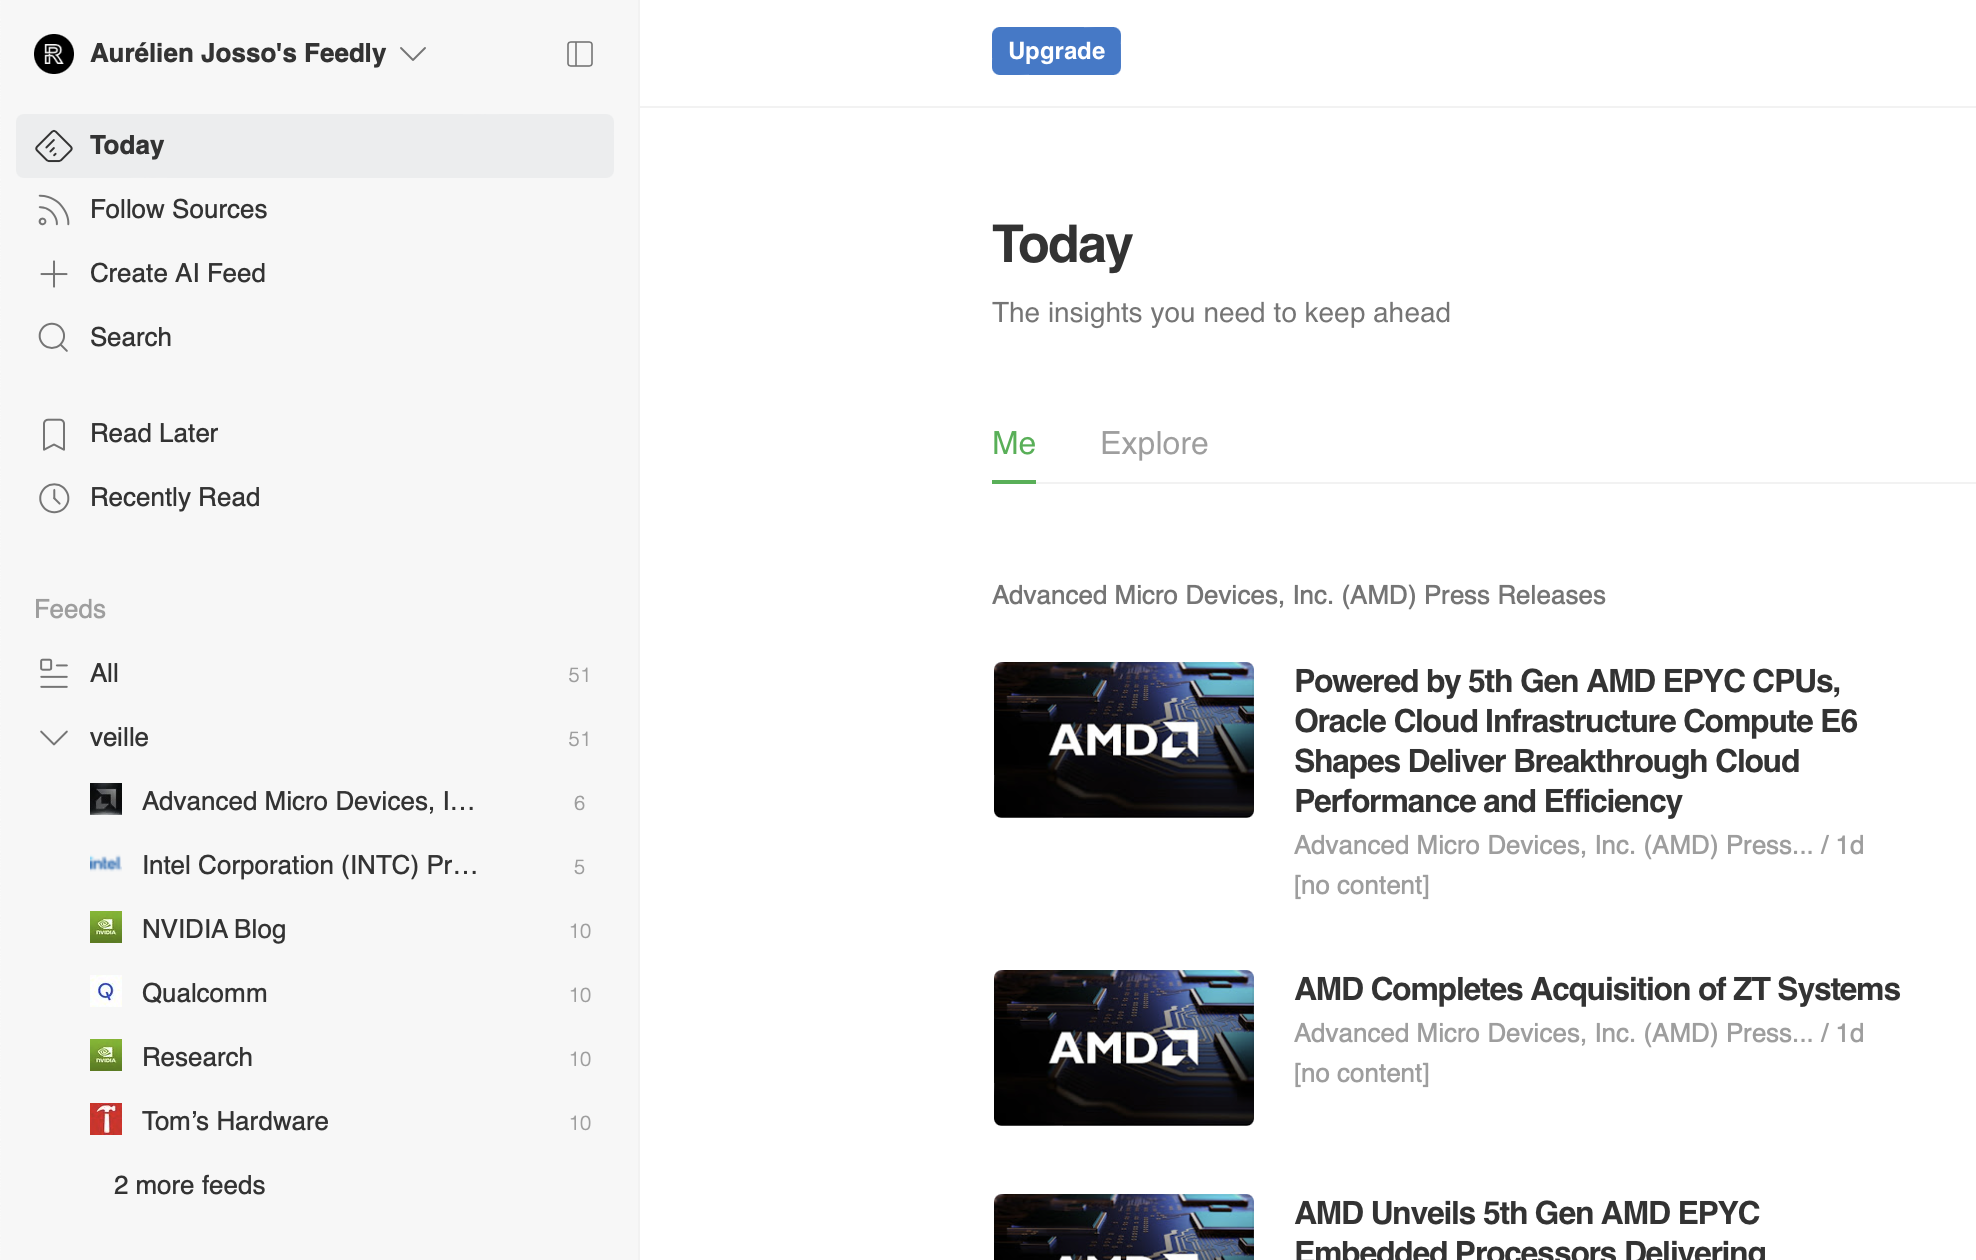 Aurélien Josso's Feedly
Today
Follow Sources
Create AI Feed
Search
Read Later
Recently Read
Feeds
All 51
veille 51
Advanced Micro Devices, I... 6
intel Intel Corporation (INTC) Pr... 5
NVIDIA NVIDIA Blog 10
Q Qualcomm 10
NVIDIA Research 10
Tom’s Hardware 10
2 more feeds
Upgrade
Today
The insights you need to keep ahead
Me Explore
Advanced Micro Devices, Inc. (AMD) Press Releases
AMD
Powered by 5th Gen AMD EPYC CPUs,
Oracle Cloud Infrastructure Compute E6
Shapes Deliver Breakthrough Cloud
Performance and Efficiency
Advanced Micro Devices, Inc. (AMD) Press... / 1d
[no content]
AMD
AMD Completes Acquisition of ZT Systems
Advanced Micro Devices, Inc. (AMD) Press... / 1d
[no content]
AMD Unveils 5th Gen AMD EPYC
Embedded Processors Delivering